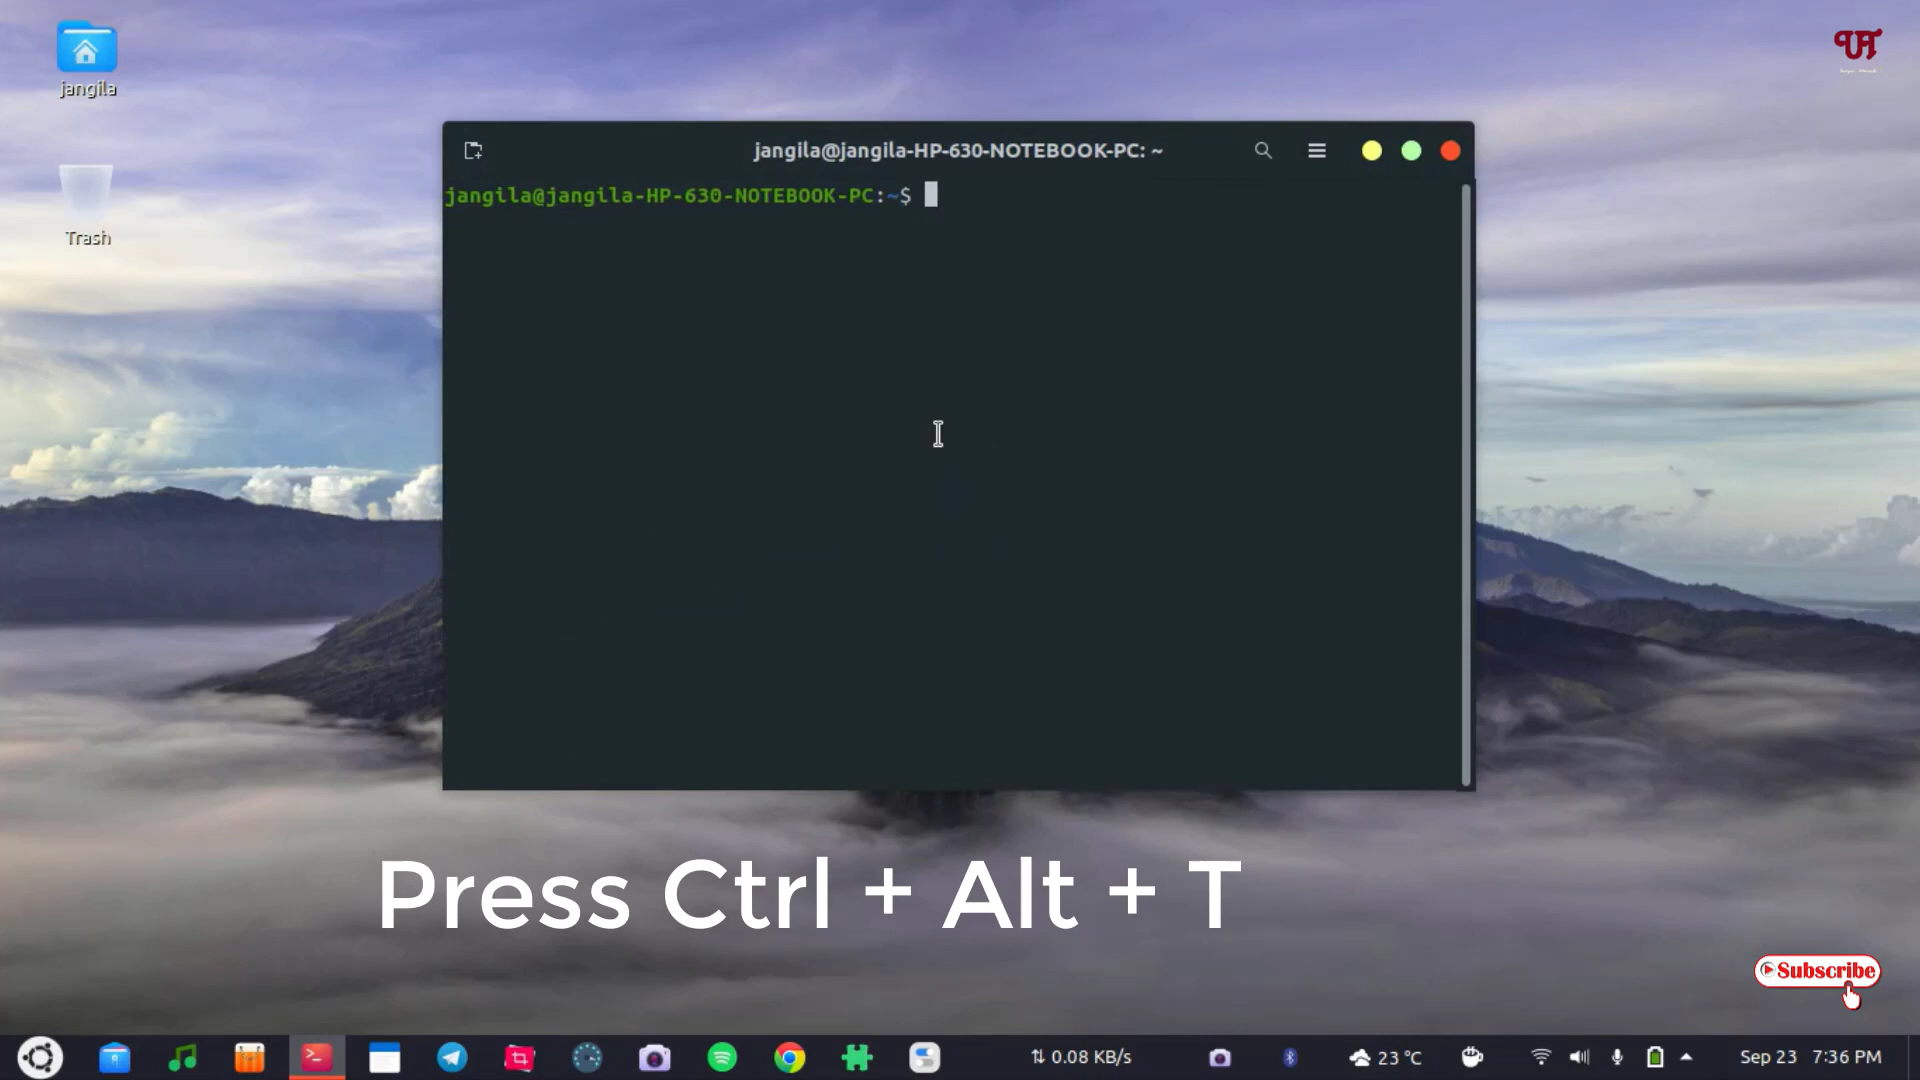 jangila
Trash
jangila@jangila-HP-630-NOTEBOOK-PC: ~
jangila@jangila-HP-630-NOTEBOOK-PC:~$
Press Ctrl + Alt + T
Subscribe
0.08 KB/s
23 °C
Sep 23 7:36 PM